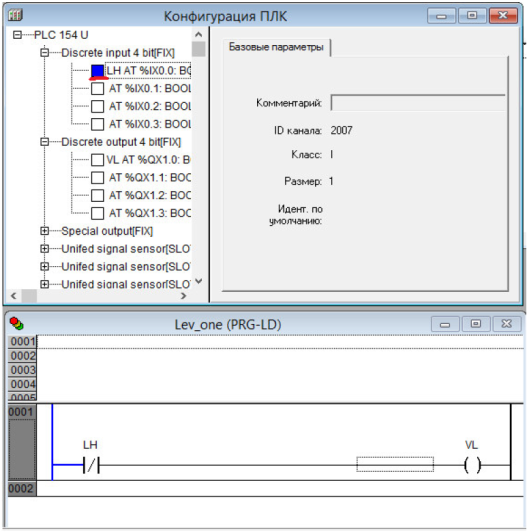 Конфигурация ПЛК
PLC 154 U
Discrete input 4 bit[FIX]
LH AT %IX0.0: BO
AT %IX0.1: BOOL
AT %IX0.2: BOOL
AT %IX0.3: BOOL
Discrete output 4 bit[FIX]
VL AT %QX1.0: B
AT %QX1.1: BOO
AT %QX1.2: BOO
AT %QX1.3: BOO
Special output[FIX]
Unifed signal sensor[SLO
Unifed signal sensor[SLO
Unifed signal sensor[SLO
Базовые параметры
Комментарий:
ID канала: 2007
Класс: I
Размер: 1
Идент. по
умолчанию:
Lev_one (PRG-LD)
0001
0002
0003
0004
0005
0001
LH
VL
0002